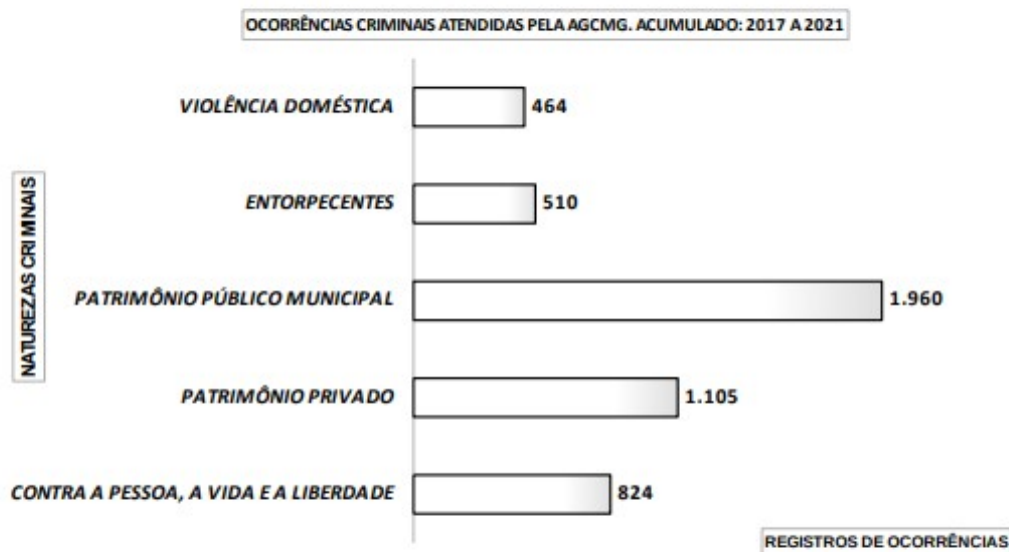 OCORRÊNCIAS CRIMINAIS ATENDIDAS PELA AGCMG. ACUMULADO: 2017 A 2021
NATUREZAS CRIMINAIS
VIOLÊNCIA DOMÉSTICA 464
ENTORPECENTES 510
PATRIMÔNIO PÚBLICO MUNICIPAL 1.960
PATRIMÔNIO PRIVADO 1.105
CONTRA A PESSOA, A VIDA E A LIBERDADE 824
REGISTROS DE OCORRÊNCIAS